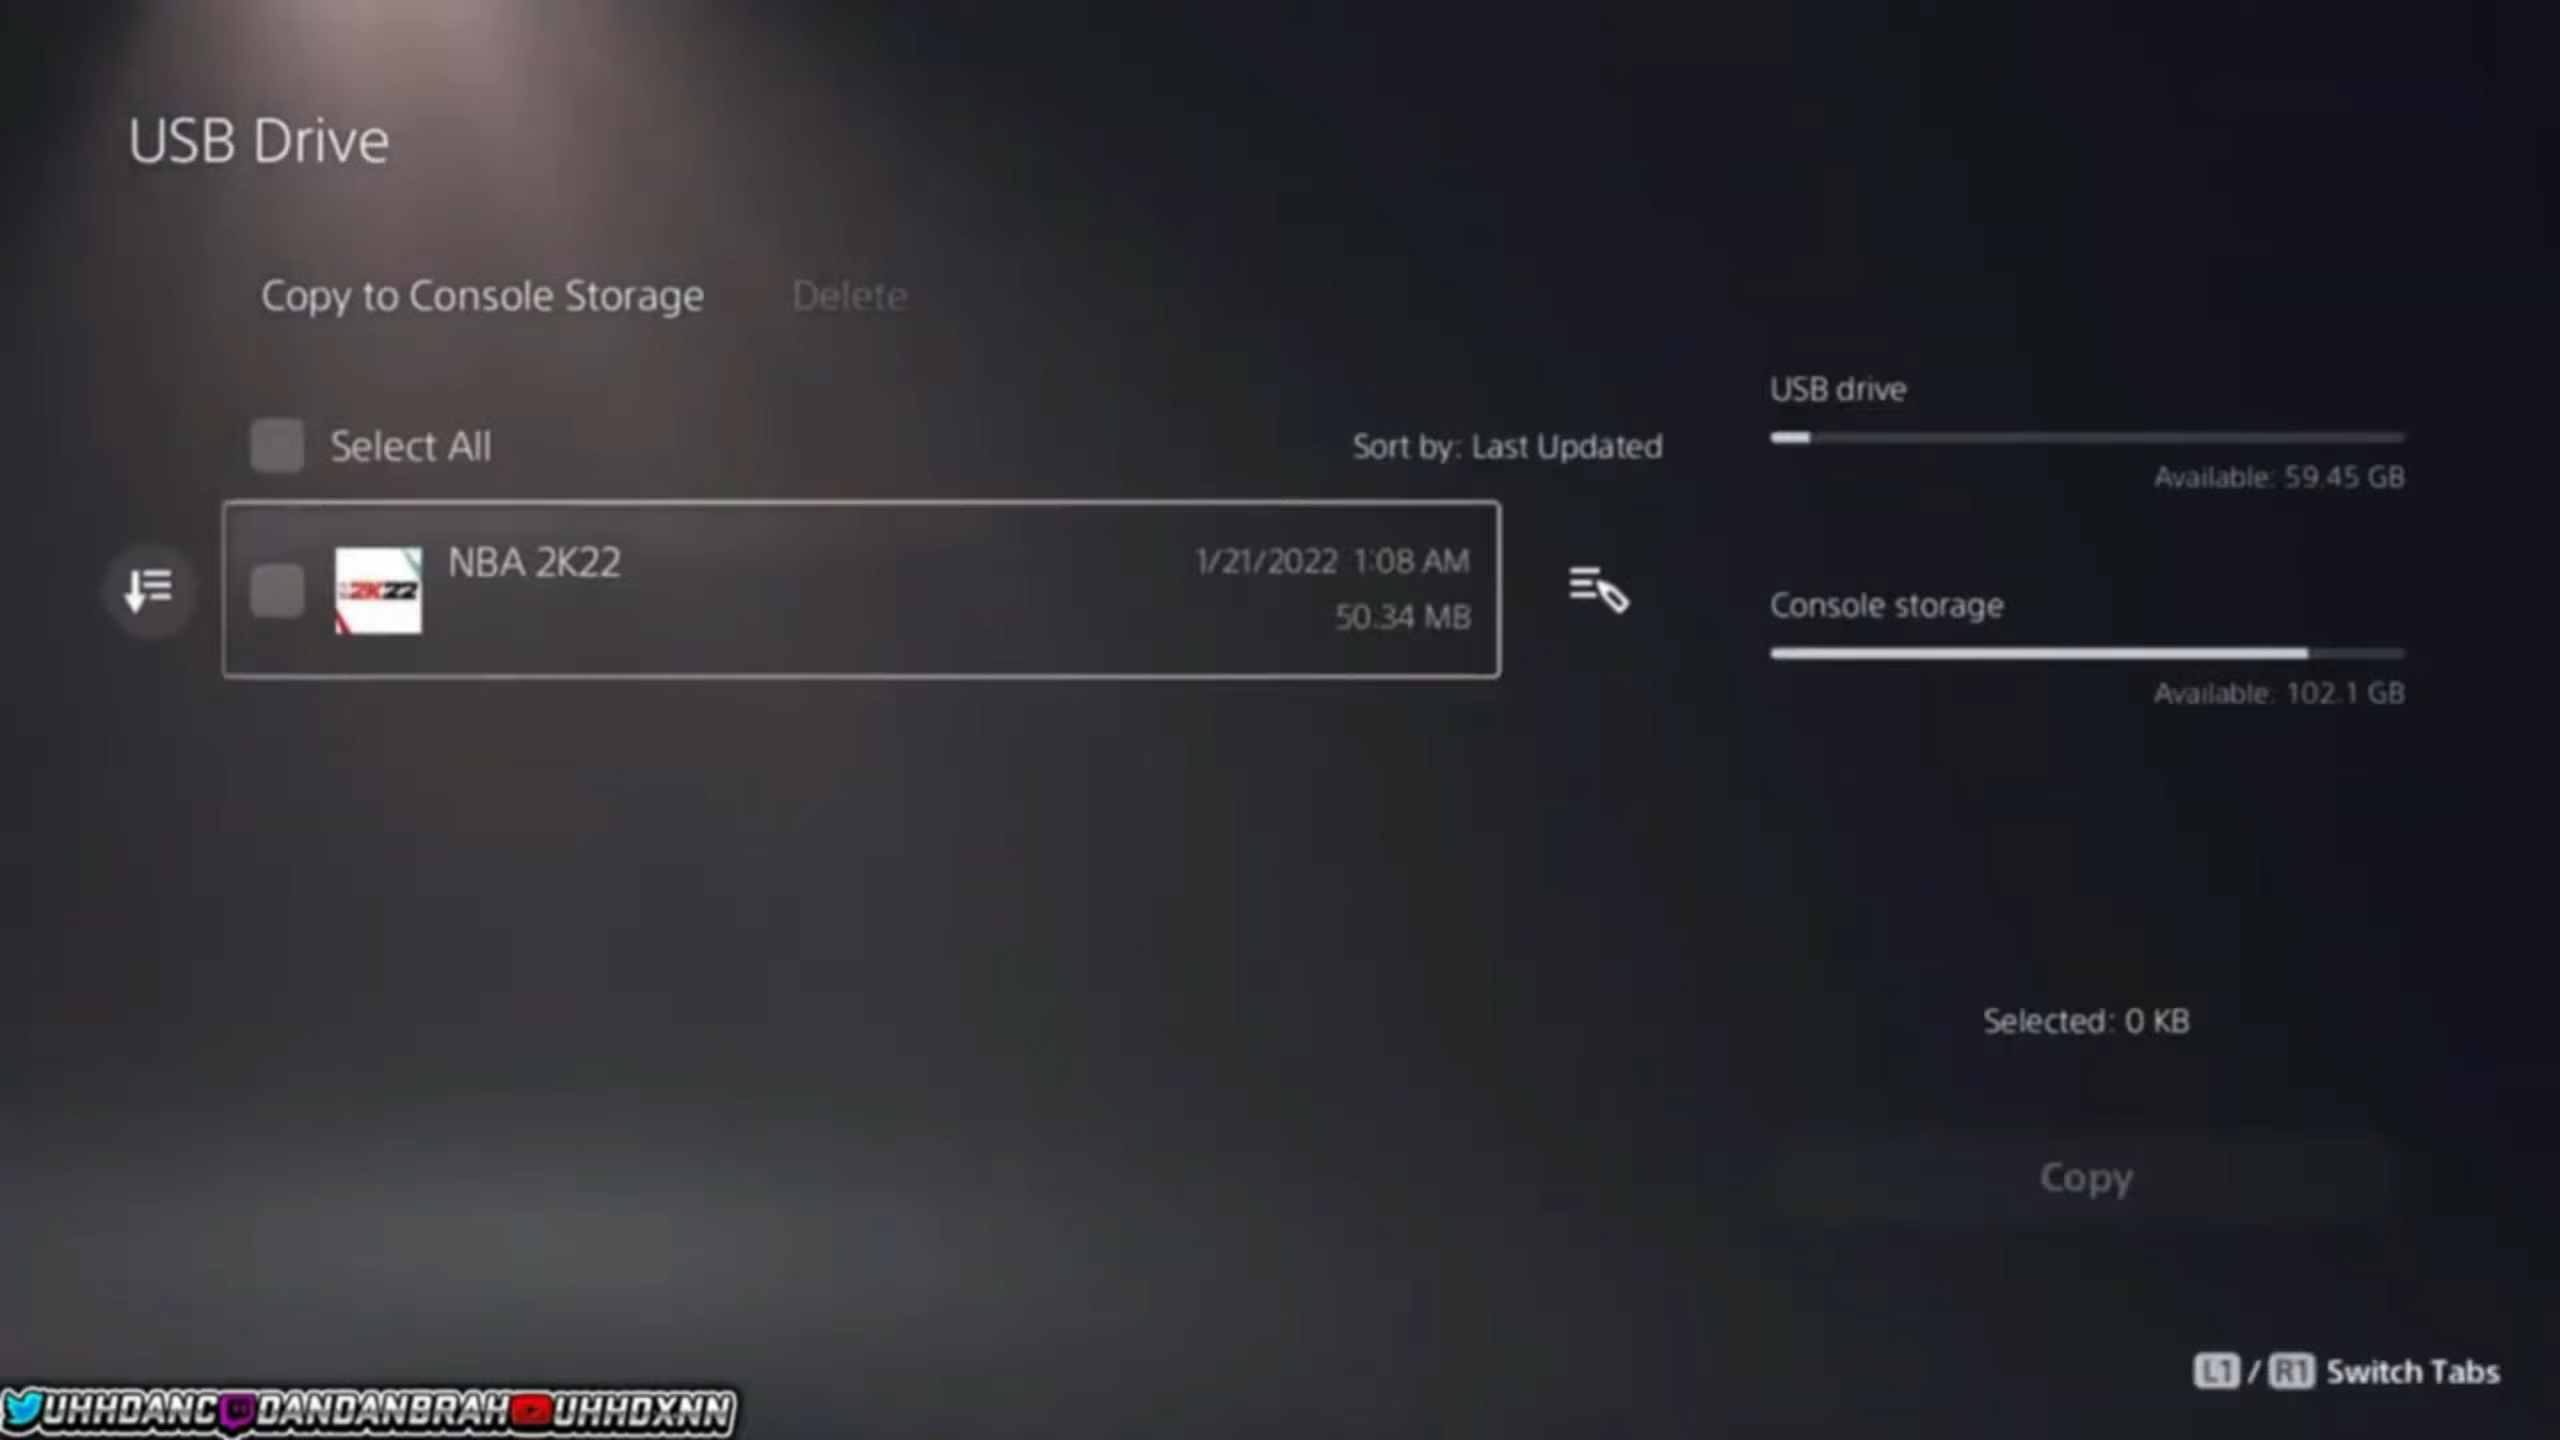 USB Drive
Copy to Console Storage
Delete
Select All
Sort by: Last Updated
2K22
NBA 2K22
1/21/2022 1:08 AM
50.34 MB
USB drive
Available: 59.45 GB
Console storage
Available: 102.1 GB
Selected: 0 KB
Copy
L1 / R1 Switch Tabs
UHHDANC DANDANBRAH UHHDXNN